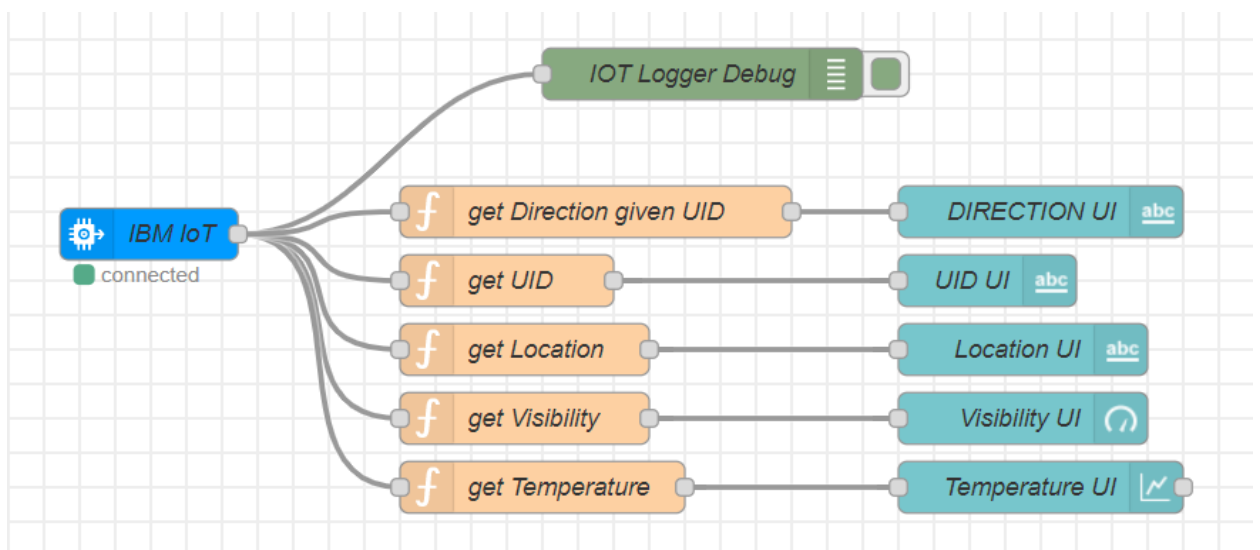 IOT Logger Debug
get Direction given UID
DIRECTION UI
abc
IBM IoT
connected
get UID
UID UI
abc
get Location
Location UI
abc
get Visibility
Visibility UI
get Temperature
Temperature UI